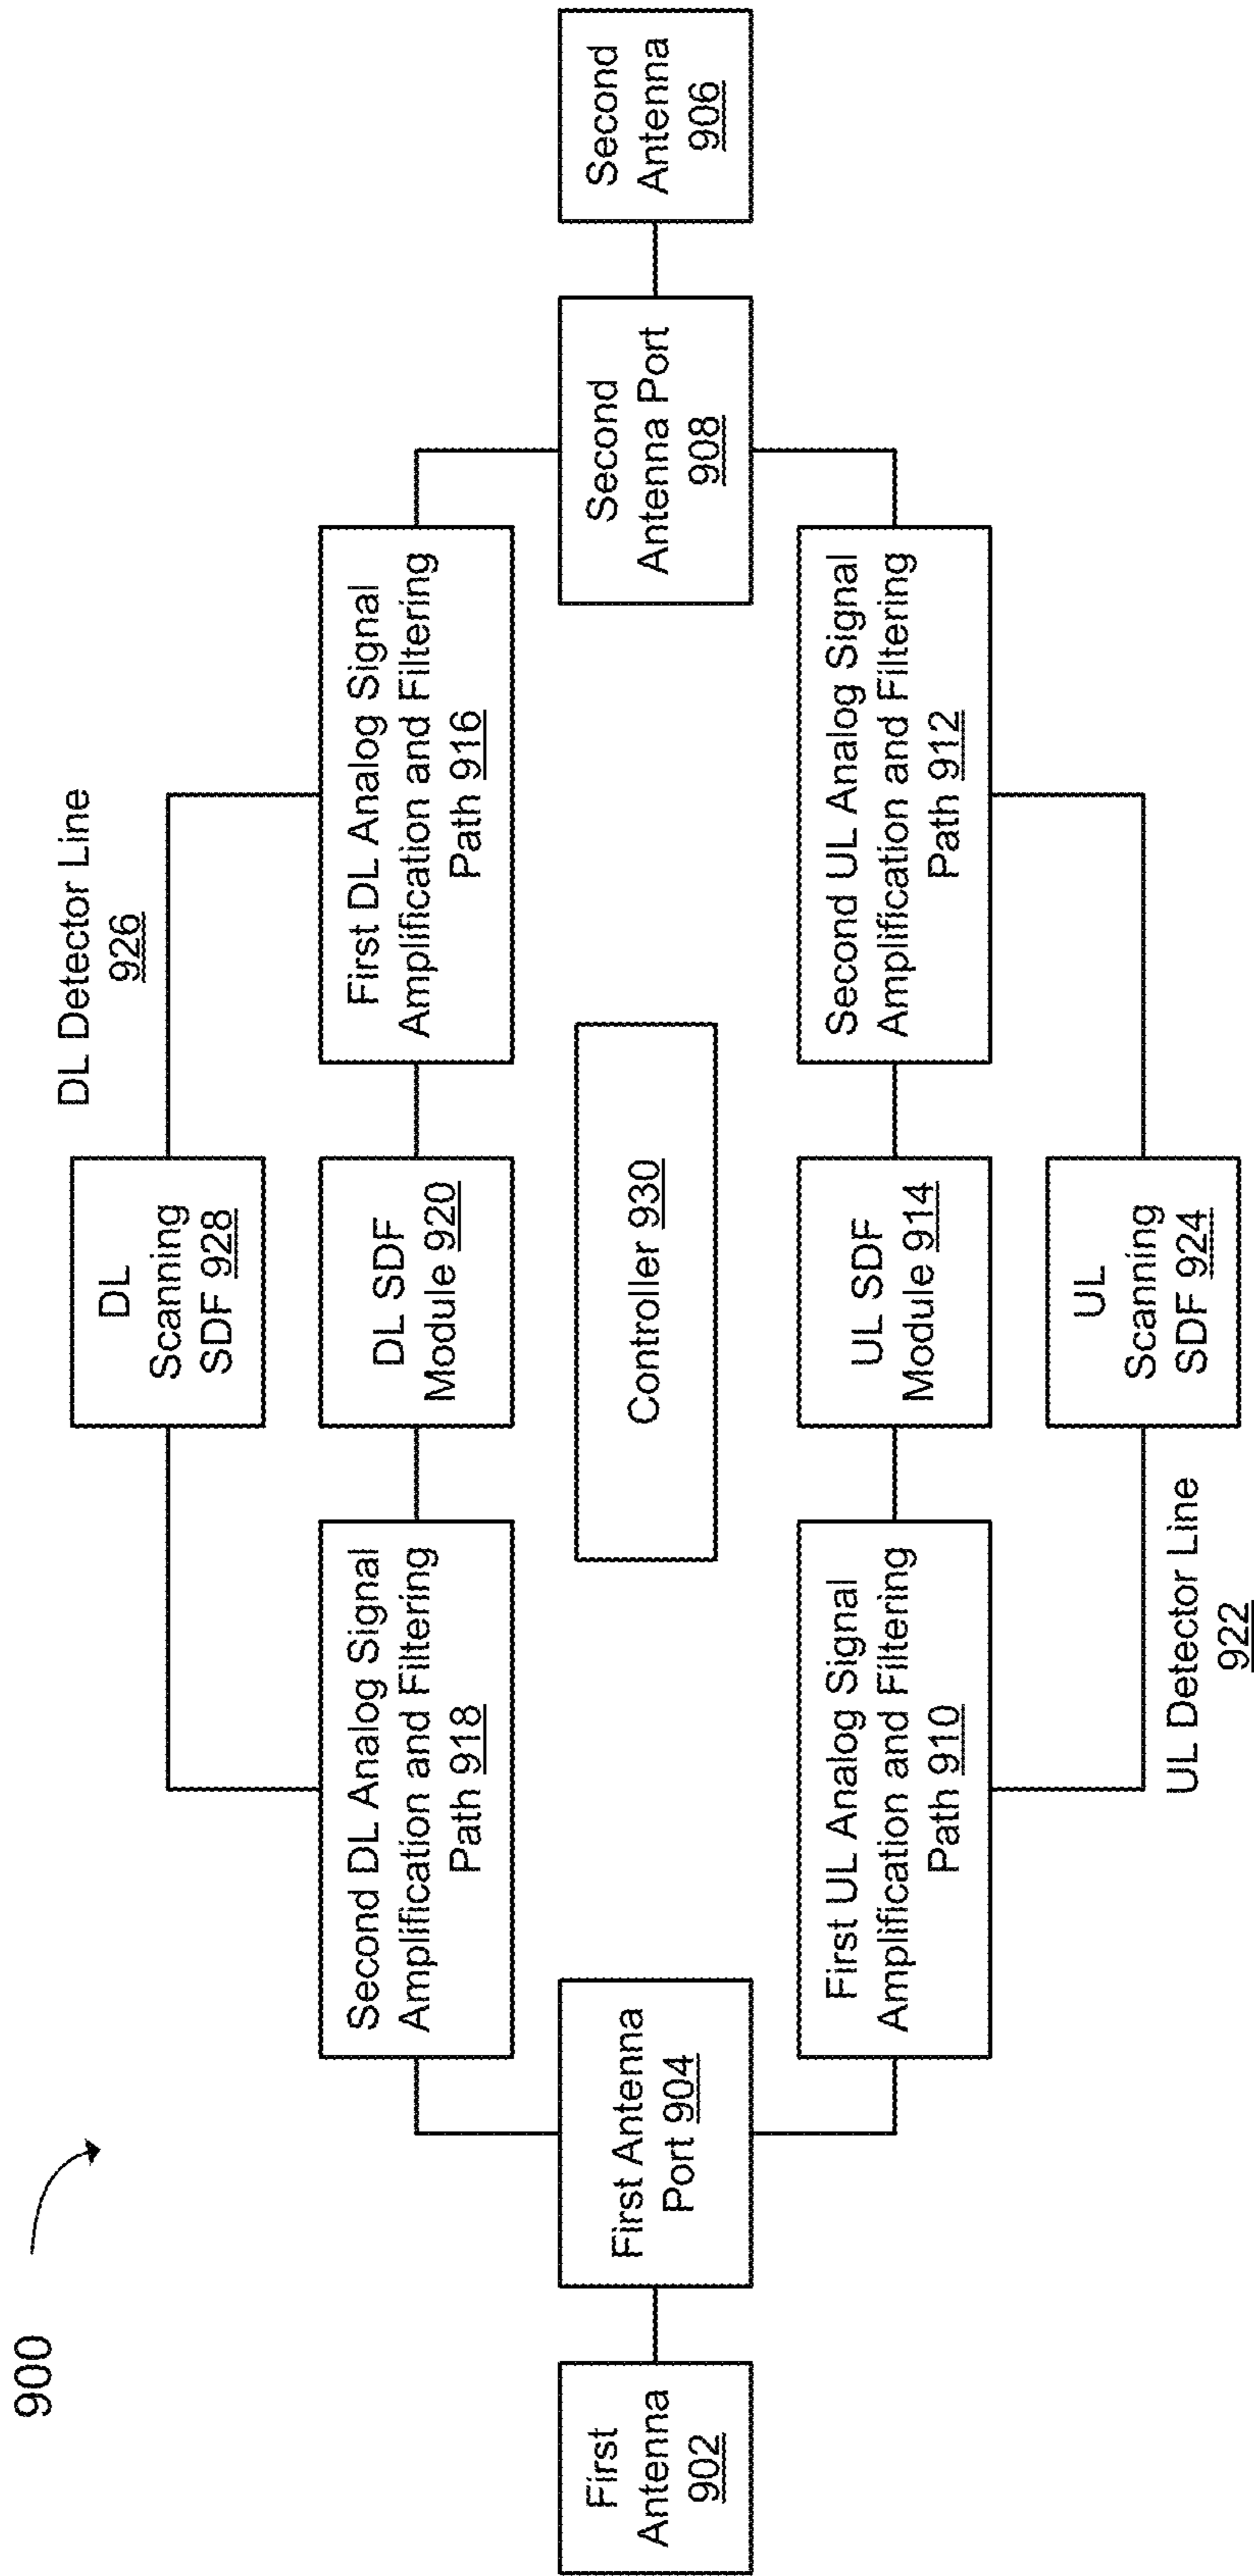 900
DL Detector Line
926
DL
Scanning
SDF 928
Second DL Analog Signal
Amplification and Filtering
Path 918
DL SDF
Module 920
First DL Analog Signal
Amplification and Filtering
Path 916
First
Antenna
902
First Antenna
Port 904
Controller 930
Second
Antenna Port
908
Second
Antenna
906
First UL Analog Signal
Amplification and Filtering
Path 910
UL SDF
Module 914
Second UL Analog Signal
Amplification and Filtering
Path 912
UL
Scanning
SDF 924
UL Detector Line
922